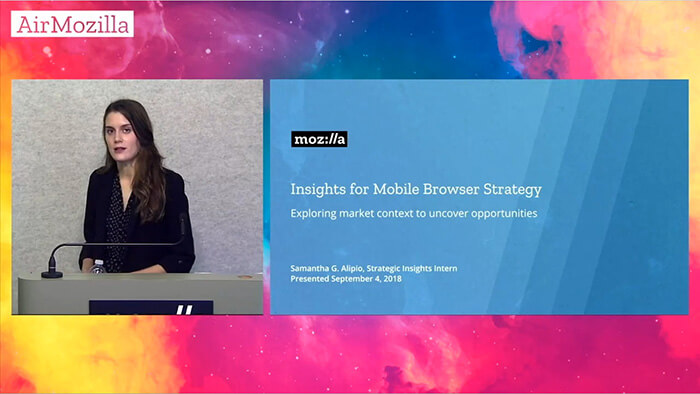 AirMozilla
moz://a
Insights for Mobile Browser Strategy
Exploring market context to uncover opportunities
Samantha G. Alipio, Strategic Insights Intern
Presented September 4, 2018